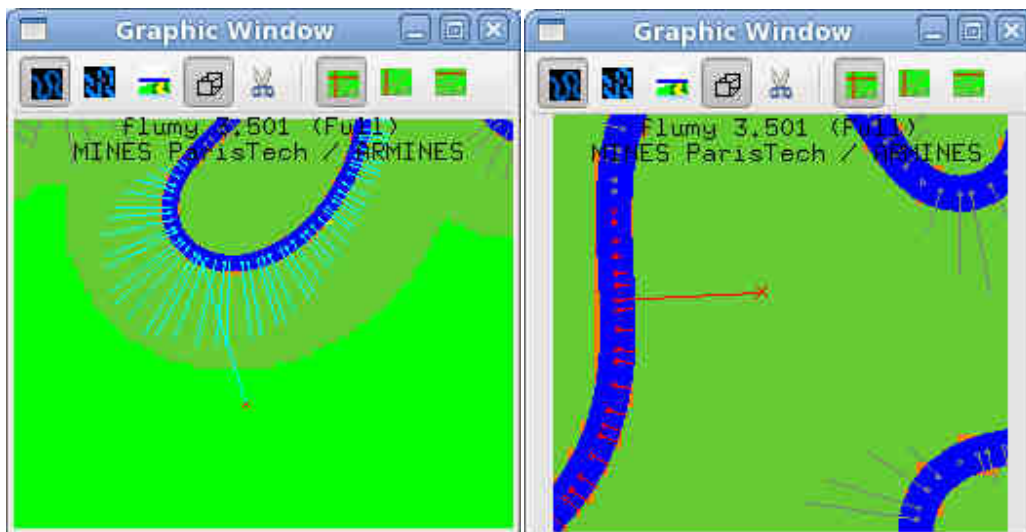 Graphic Window
flumy 3.501 (Full)
MINES ParisTech / ARMINES
Graphic Window
flumy 3.501 (Full)
MINES ParisTech / ARMINES